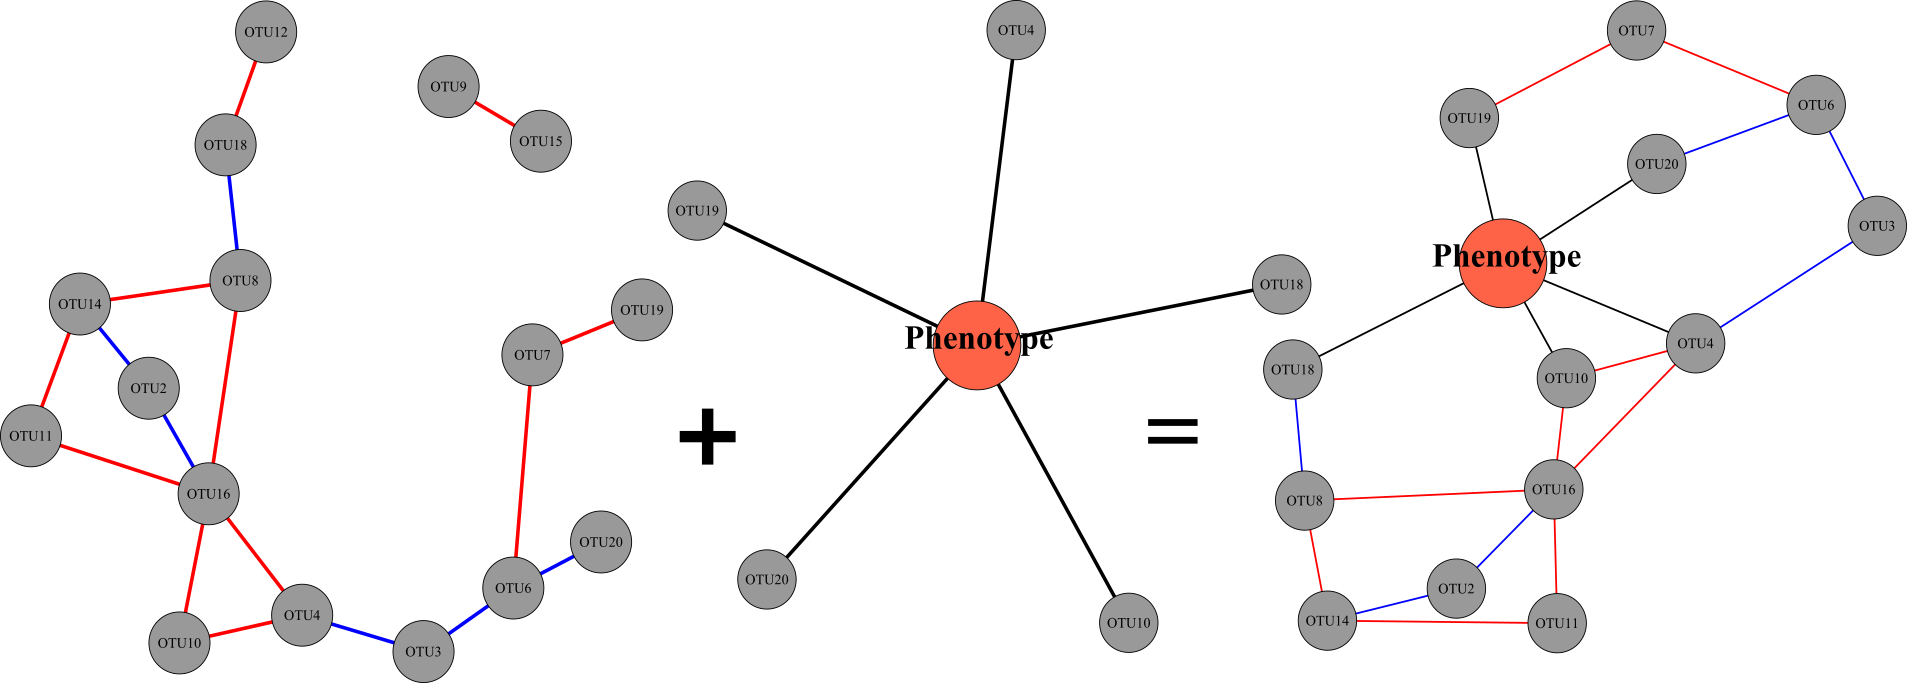 OTU12
OTU9
OTU18
OTU15
OTU8
OTU14
OTU19
OTU7
OTU2
OTU11
OTU16
OTU20
OTU6
OTU4
OTU10
OTU3
+
OTU4
OTU19
OTU18
Phenotype
OTU20
OTU10
=
OTU7
OTU6
OTU19
OTU20
OTU3
Phenotype
OTU4
OTU18
OTU10
OTU16
OTU8
OTU2
OTU14
OTU11